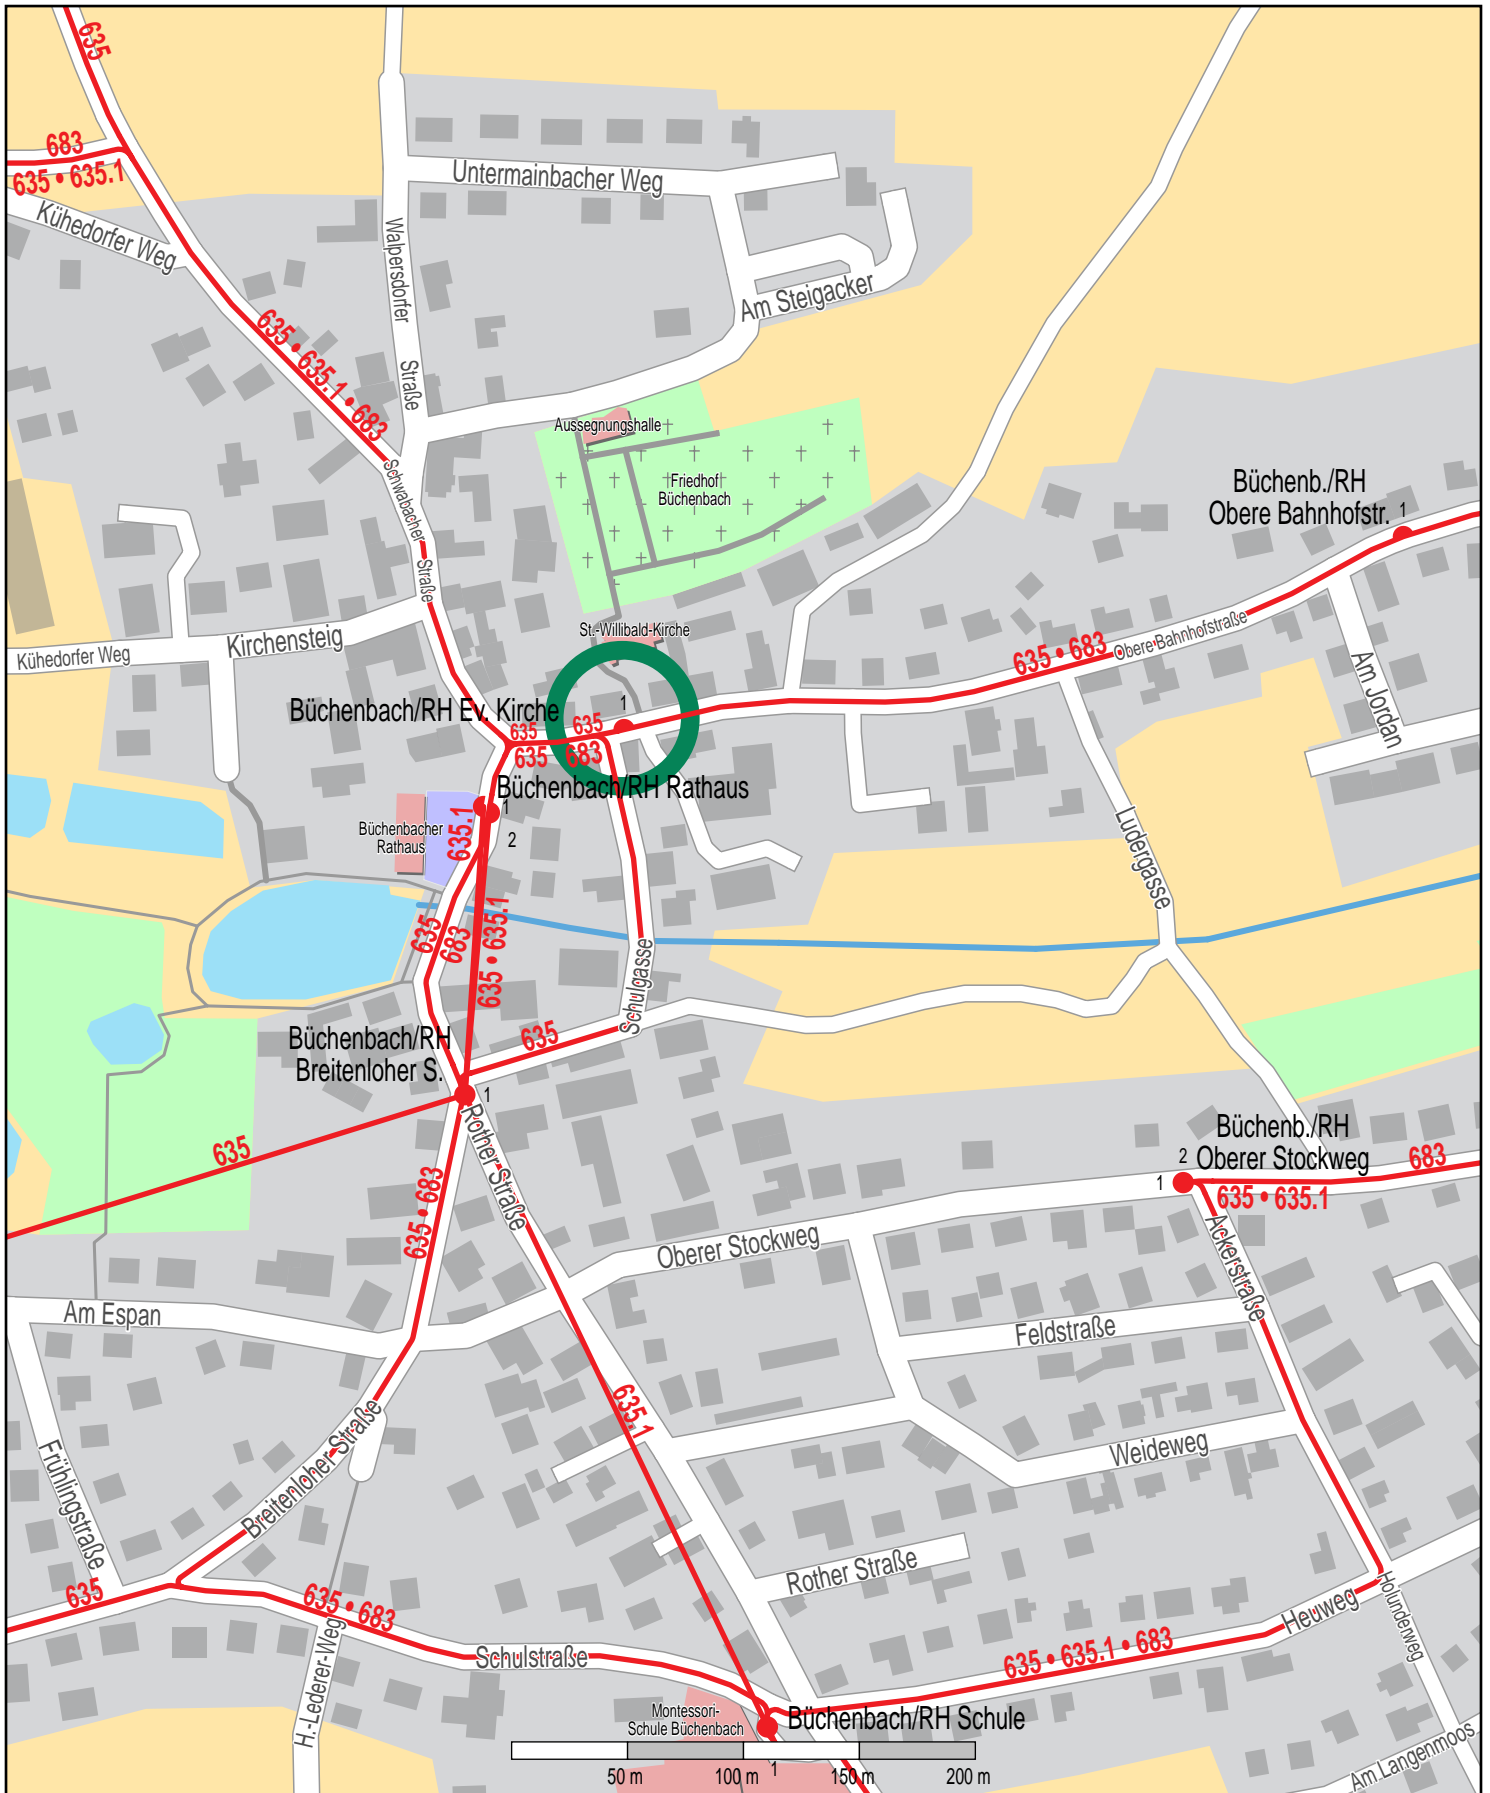 635
683
635 • 635.1
Kühedorfer Weg
Untermainbacher Weg
Walpersdorfer
Straße
Am Steigacker
635 • 635.1 • 683
Schwabacher
Straße
Aussegnungshalle
Friedhof
Büchenbach
Büchenb./RH
Obere Bahnhofstr.
1
Kühedorfer Weg
Kirchensteig
St.-Willibald-Kirche
635 • 683
Obere Bahnhofstraße
Am Jordan
Büchenbach/RH Ev. Kirche
1
635
635
635
683
Büchenbach/RH Rathaus
1
2
635.1
Büchenbacher
Rathaus
Ludergasse
635
683
635 • 635.1
Schulgasse
Büchenbach/RH
Breitenloher S.
1
635
635
Rother Straße
635 • 683
Büchenb./RH
Oberer Stockweg
2
1
683
635 • 635.1
Ackerstraße
Oberer Stockweg
Am Espan
Feldstraße
635.1
Weideweg
Breitenloher Straße
Frühlingstraße
Rother Straße
635
635 • 683
H.-Lederer-Weg
Schulstraße
635 • 635.1 • 683
Heuweg
Holunderweg
Montessori-
Schule Büchenbach
Büchenbach/RH Schule
1
50 m
100 m
150 m
200 m
Am Langenmoos